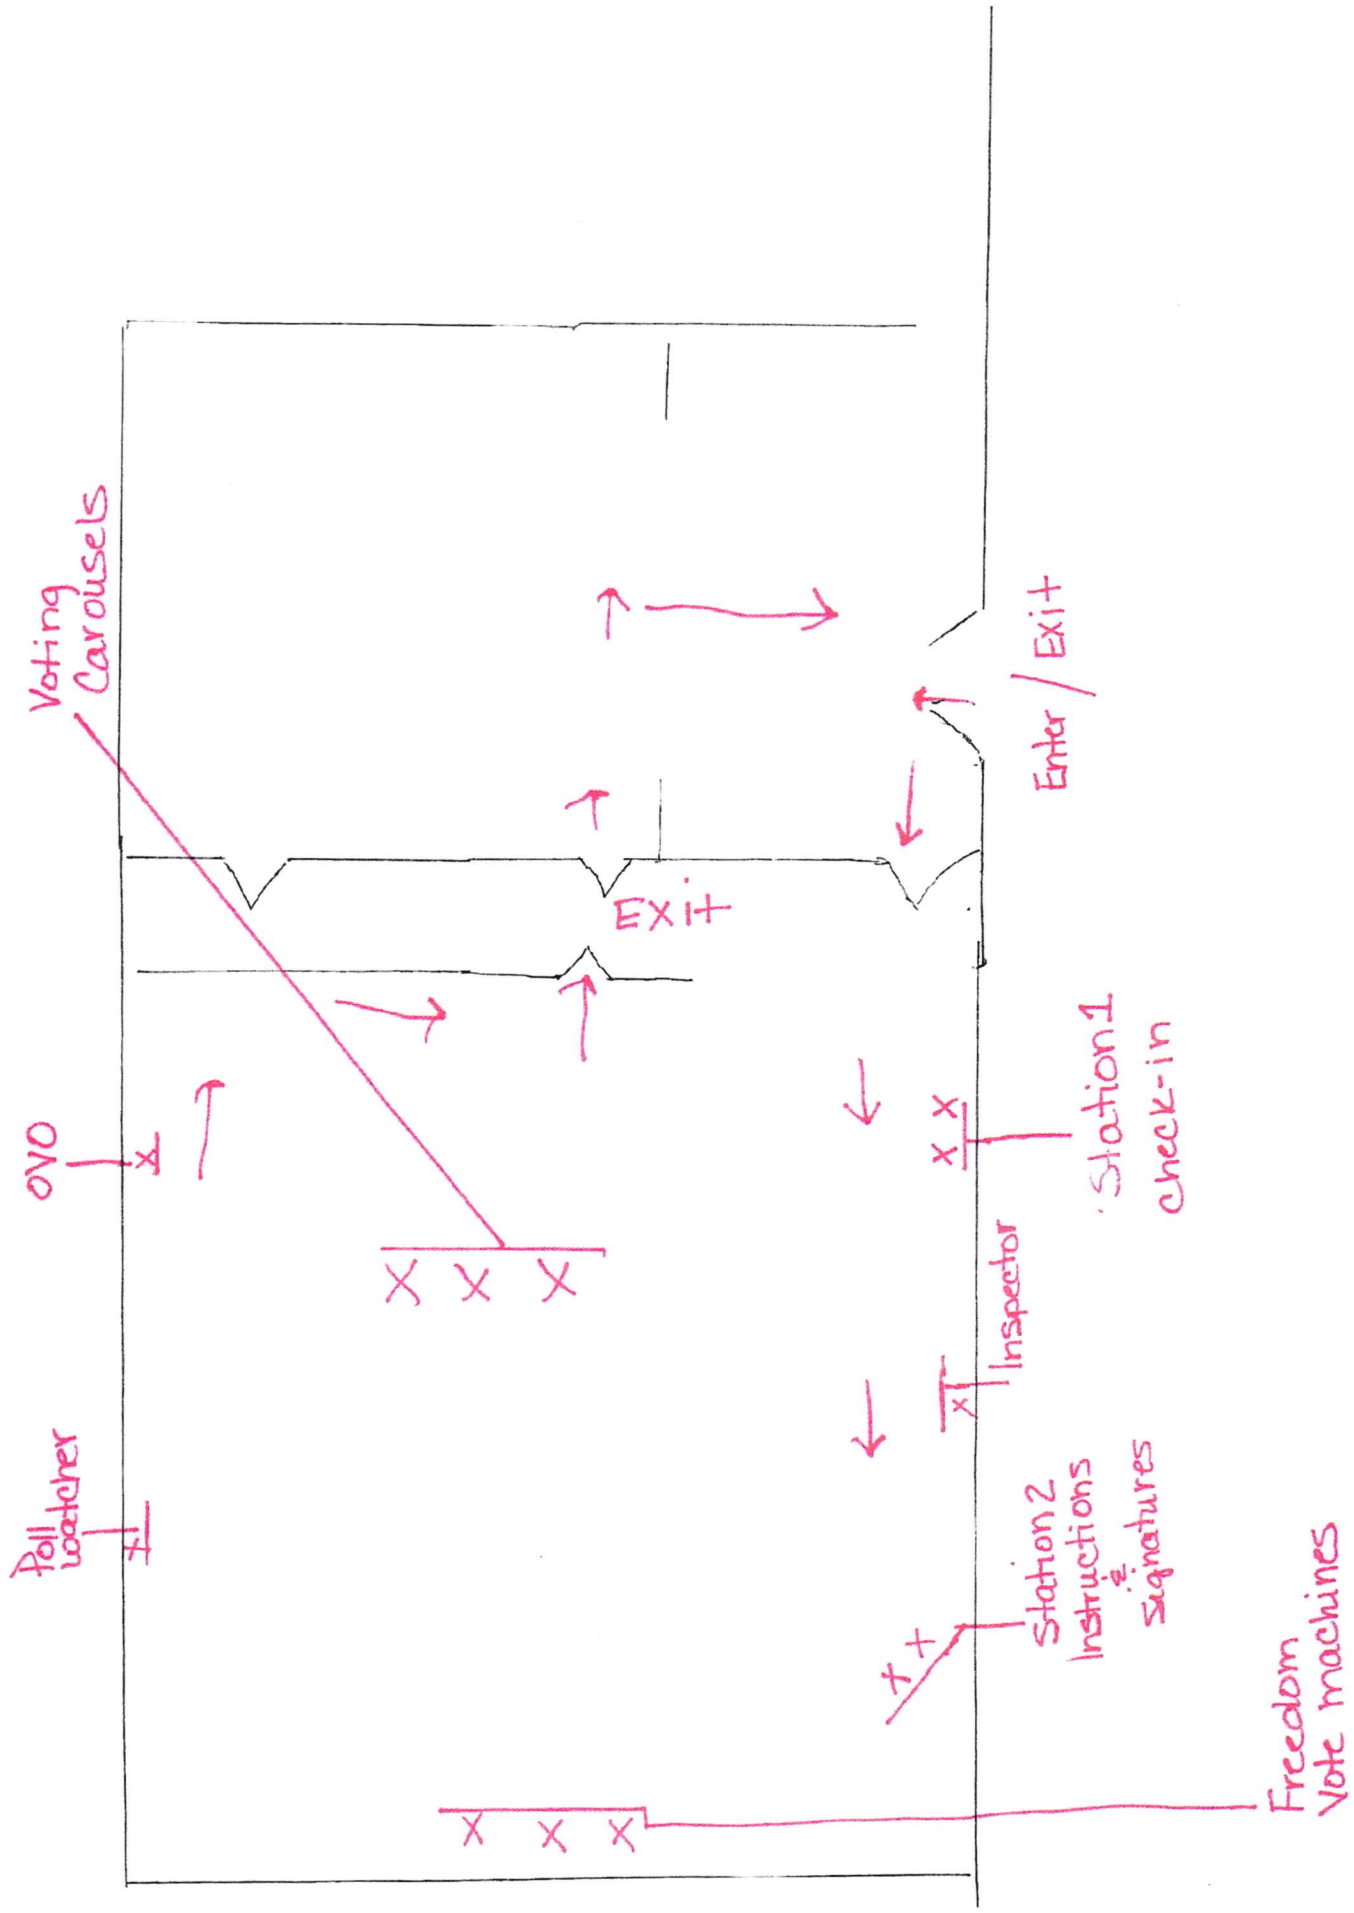 Poll
watcher
OVO
Voting
Carousels
Exit
Enter / Exit
Station 1
check-in
Inspector
Station 2
Instructions
&
Signatures
Freedom
Vote machines
X
X X X
X X X
X X
X
X X
X